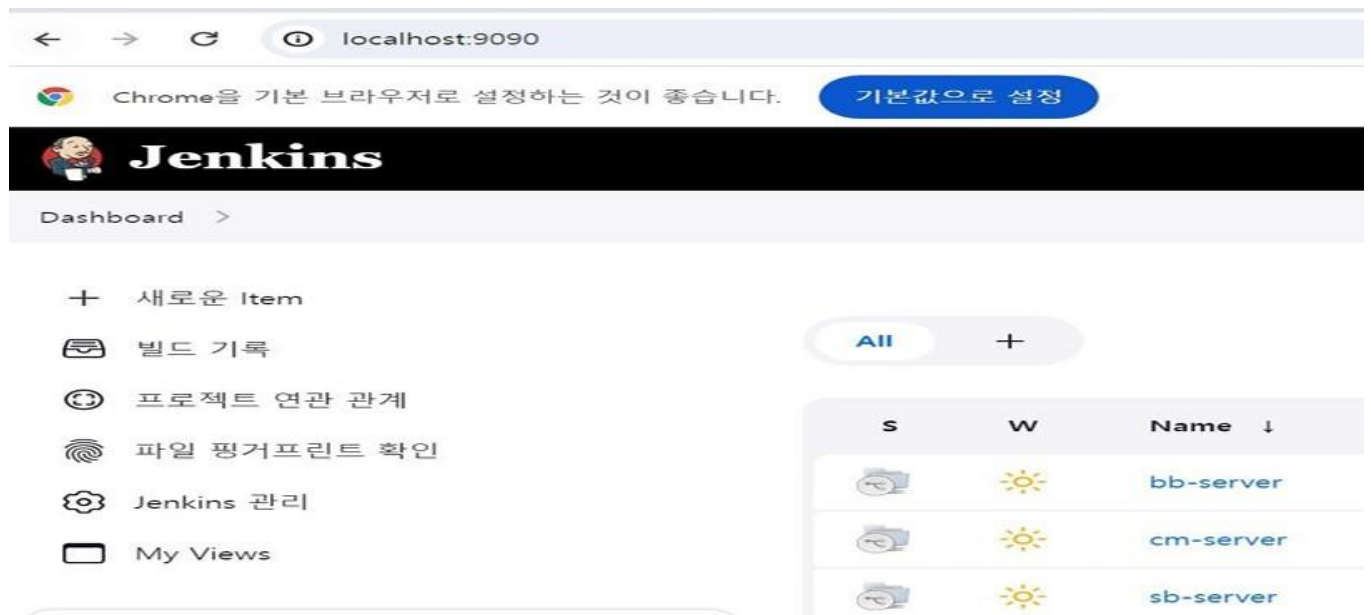 localhost:9090
Chrome을 기본 브라우저로 설정하는 것이 좋습니다. 기본값으로 설정
Jenkins
Dashboard >
새로운 Item
빌드 기록
프로젝트 연관 관계
파일 핑거프린트 확인
Jenkins 관리
My Views
All +
S W Name ↓
bb-server
cm-server
sb-server